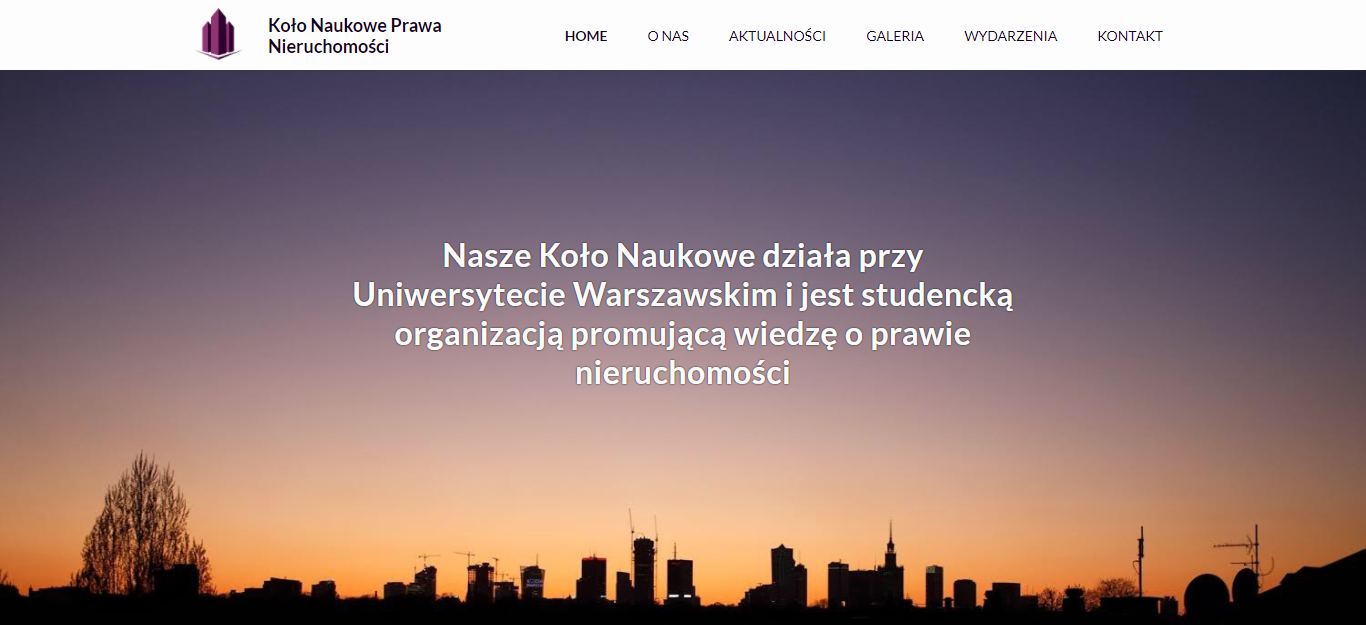 Koło Naukowe Prawa
Nieruchomości
HOME
O NAS
AKTUALNOŚCI
GALERIA
WYDARZENIA
KONTAKT
Nasze Koło Naukowe działa przy
Uniwersytecie Warszawskim i jest studencką
organizacją promującą wiedzę o prawie
nieruchomości